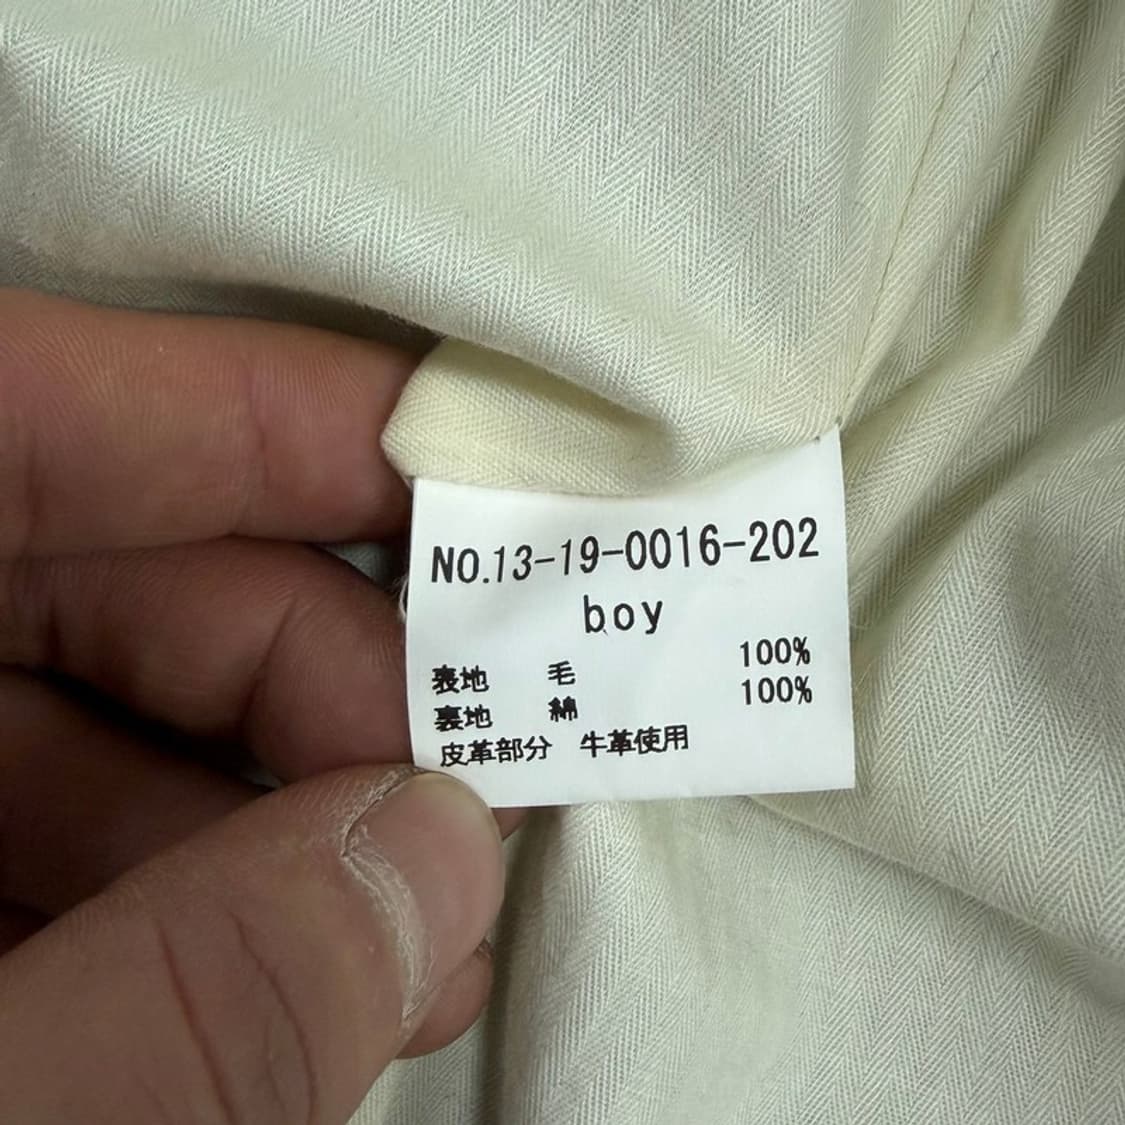 NO.13-19-0016-202
boy
表地 毛 100%
裏地 綿 100%
皮革部分 牛革使用